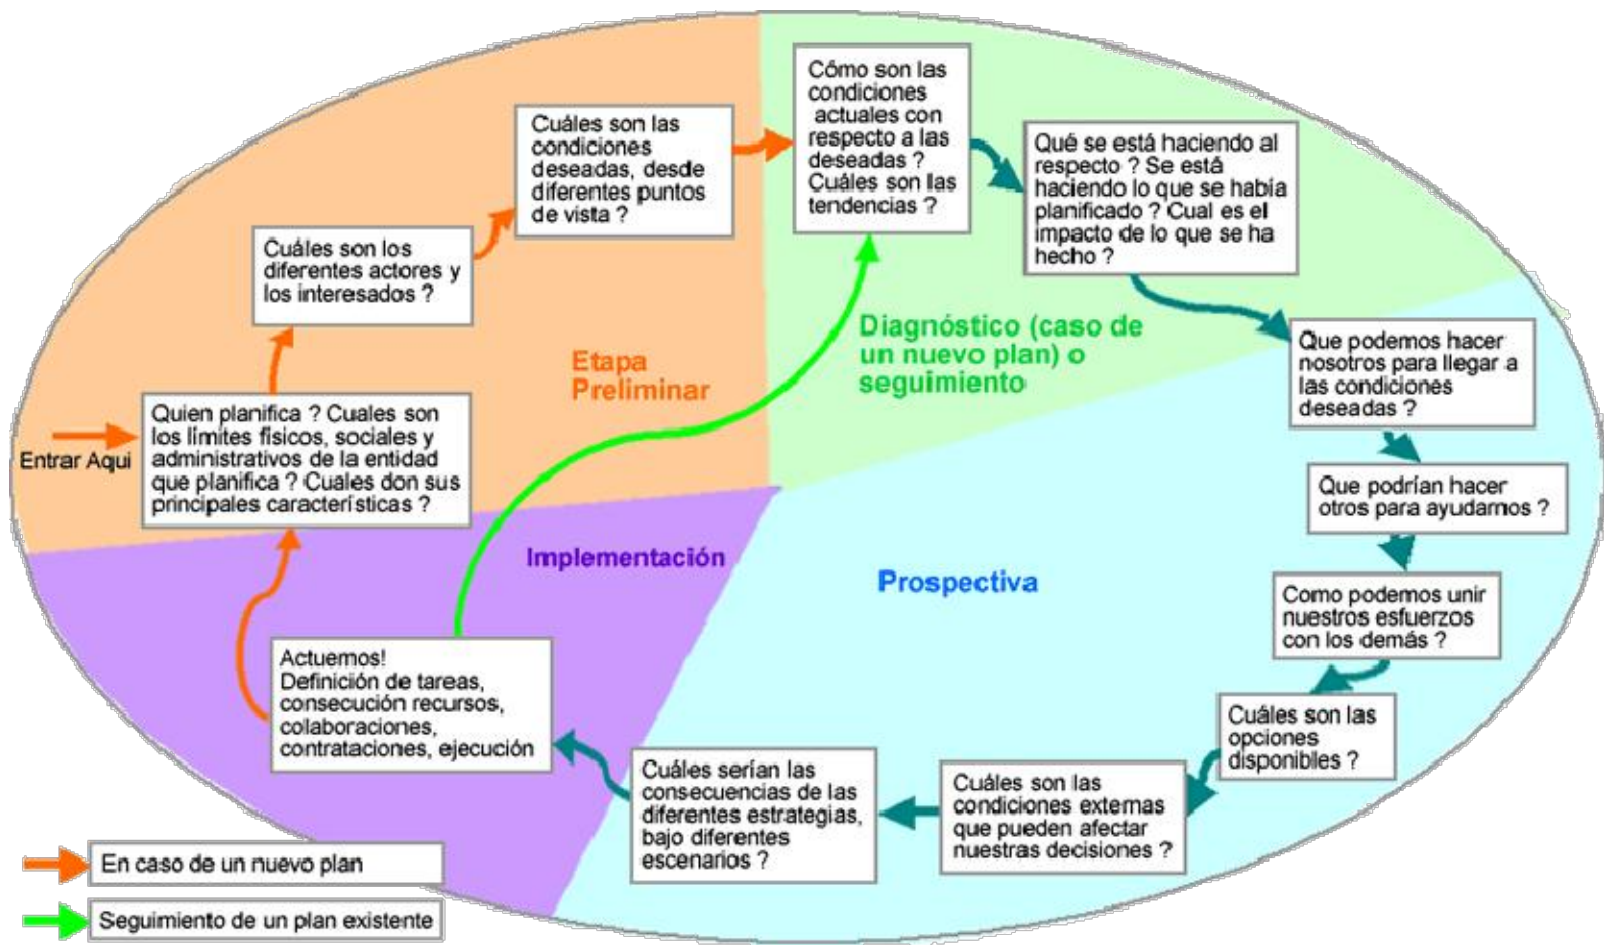 Cómo son las
condiciones
actuales con
respecto a las
deseadas ?
Cuáles son las
tendencias ?
Cuáles son las
condiciones
deseadas, desde
diferentes puntos
de vista ?
Qué se está haciendo al
respecto ? Se está
haciendo lo que se había
planificado ? Cual es el
impacto de lo que se ha
hecho ?
Cuáles son los
diferentes actores y
los interesados ?
Diagnóstico (caso de
un nuevo plan) o
seguimiento
Etapa
Preliminar
Que podemos hacer
nosotros para llegar a
las condiciones
deseadas ?
Entrar Aqui
Quien planifica ? Cuales son
los límites físicos, sociales y
administrativos de la entidad
que planifica ? Cuales don sus
principales características ?
Que podrían hacer
otros para ayudarnos ?
Implementación
Prospectiva
Como podemos unir
nuestros esfuerzos
con los demás ?
Actuemos!
Definición de tareas,
consecución recursos,
colaboraciones,
contrataciones, ejecución
Cuáles son las
opciones
disponibles ?
Cuáles serían las
consecuencias de las
diferentes estrategias,
bajo diferentes
escenarios ?
Cuáles son las
condiciones externas
que pueden afectar
nuestras decisiones ?
En caso de un nuevo plan
Seguimiento de un plan existente